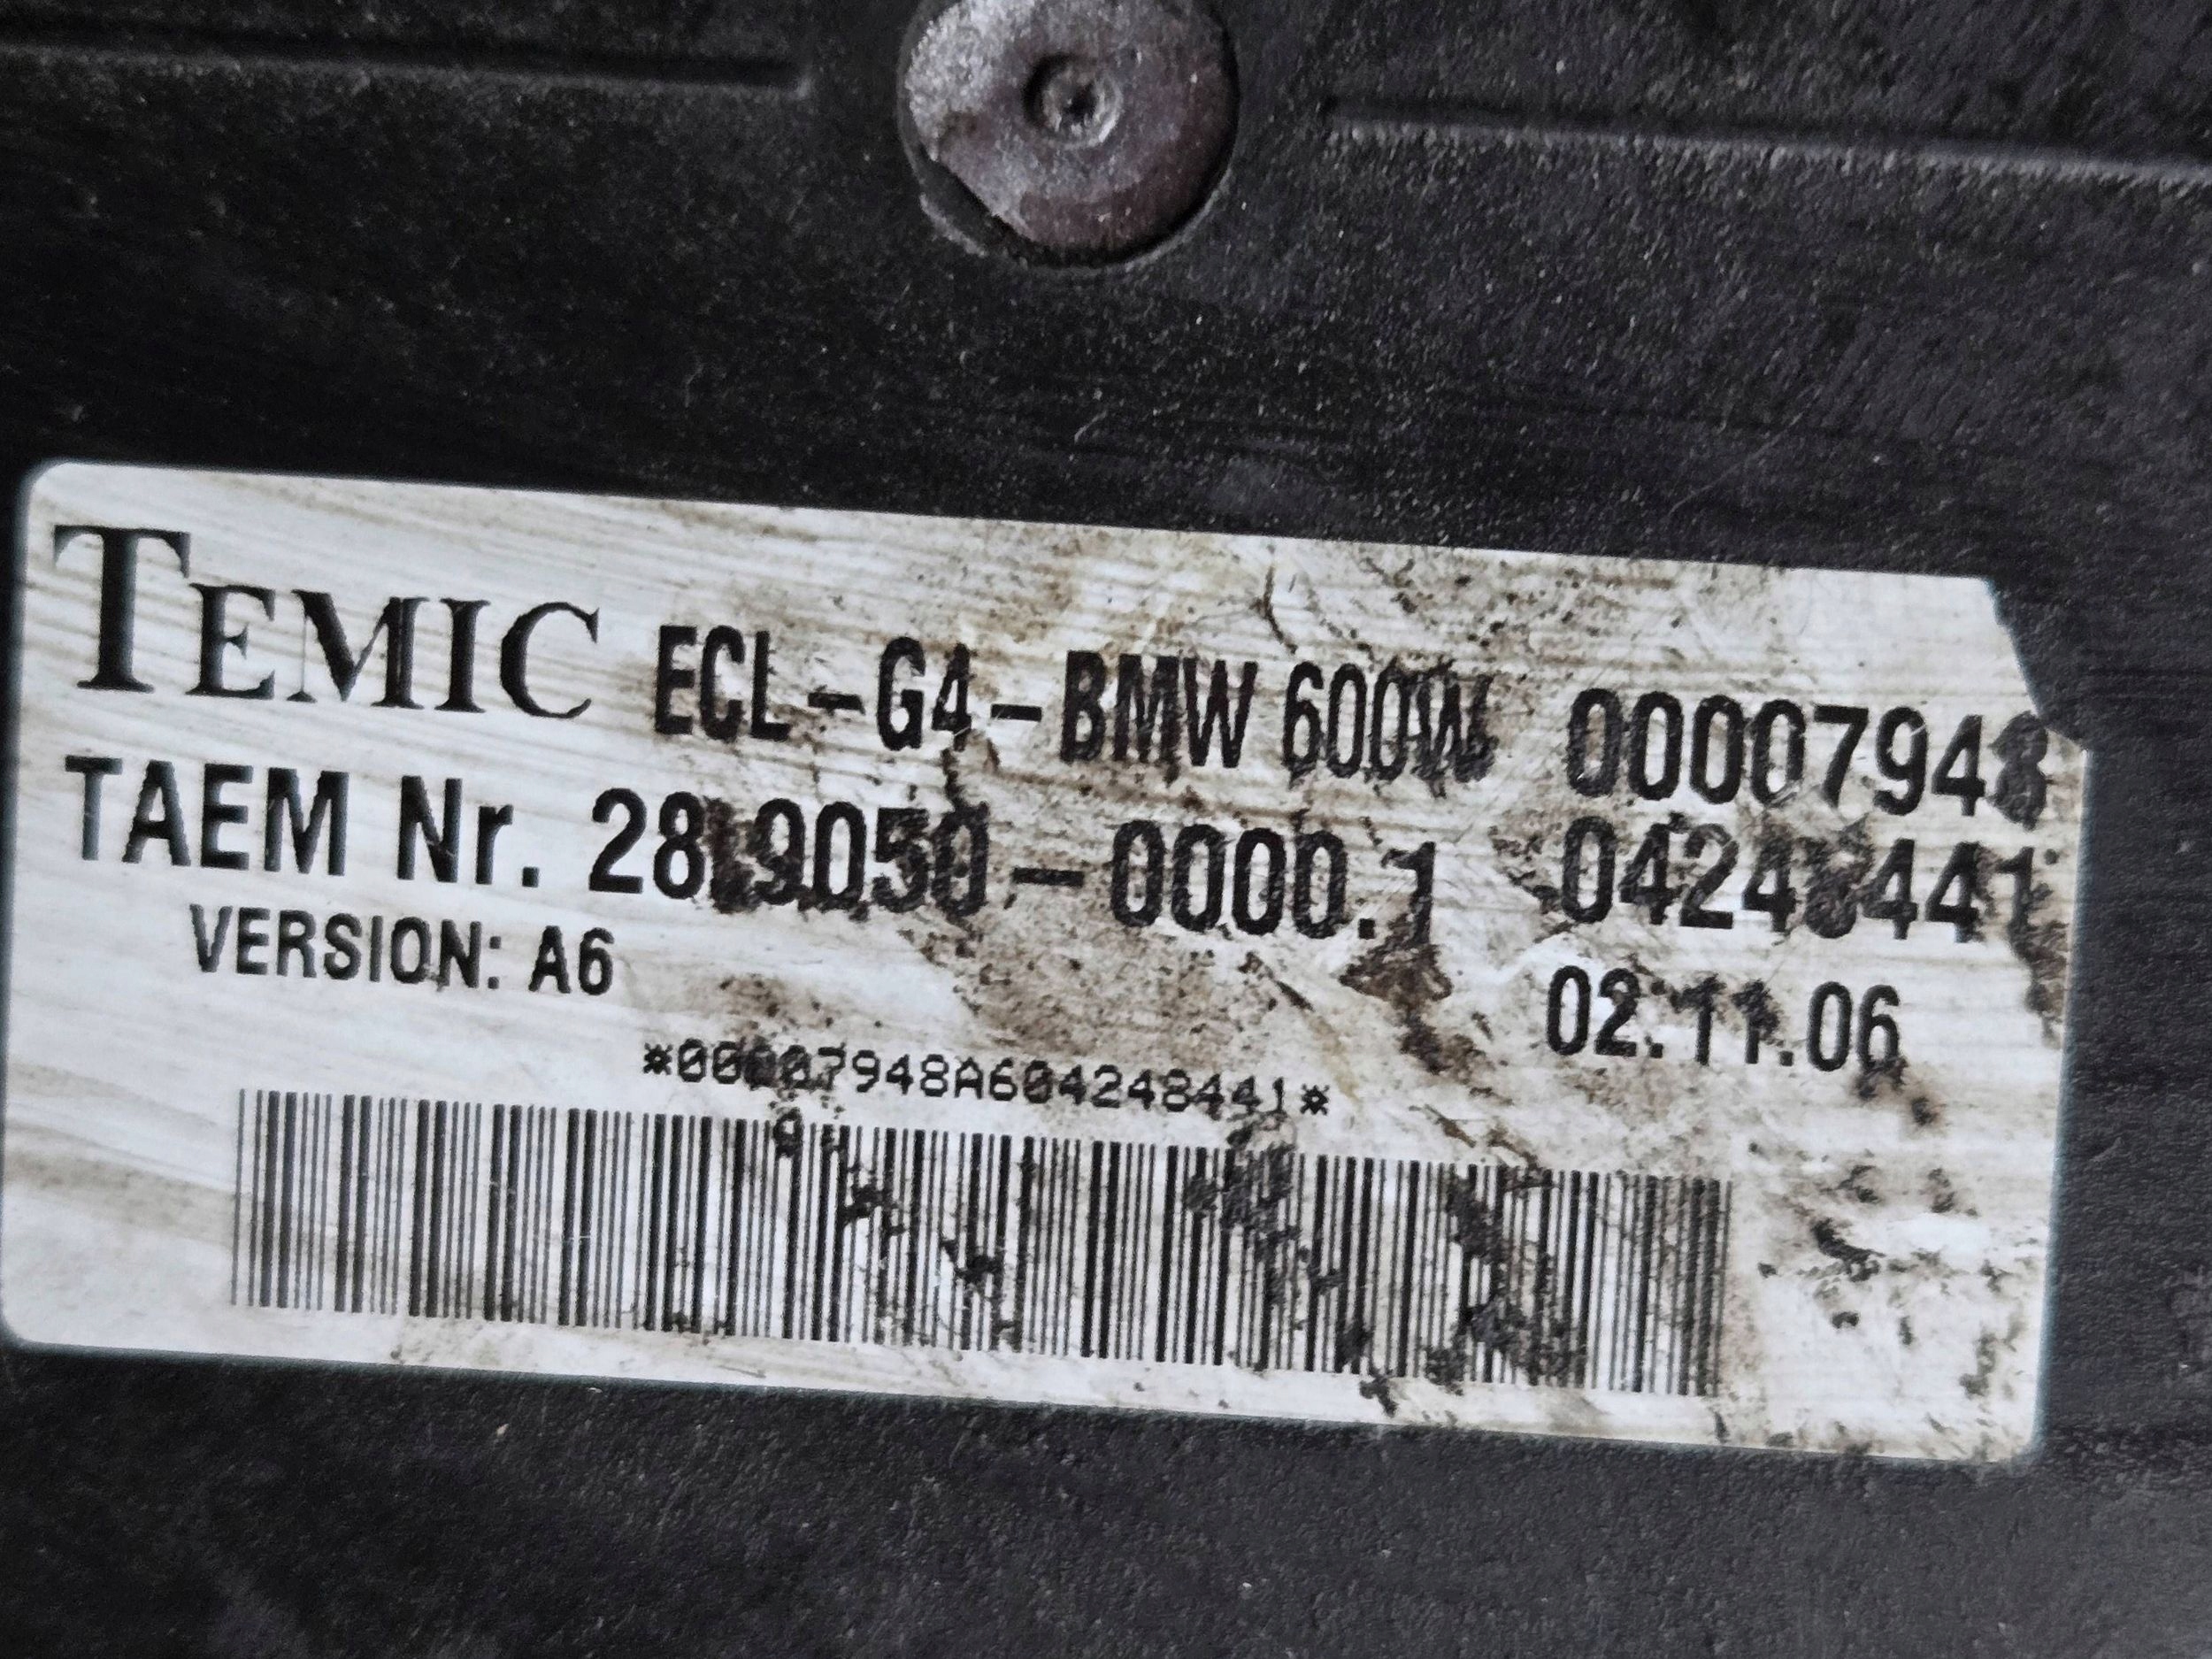 TEMIC ECL-G4-BMW 600W 00007948
TAEM Nr. 28.9050-0000.1 04248441
VERSION: A6 02.11.06
*00007948A604248441*